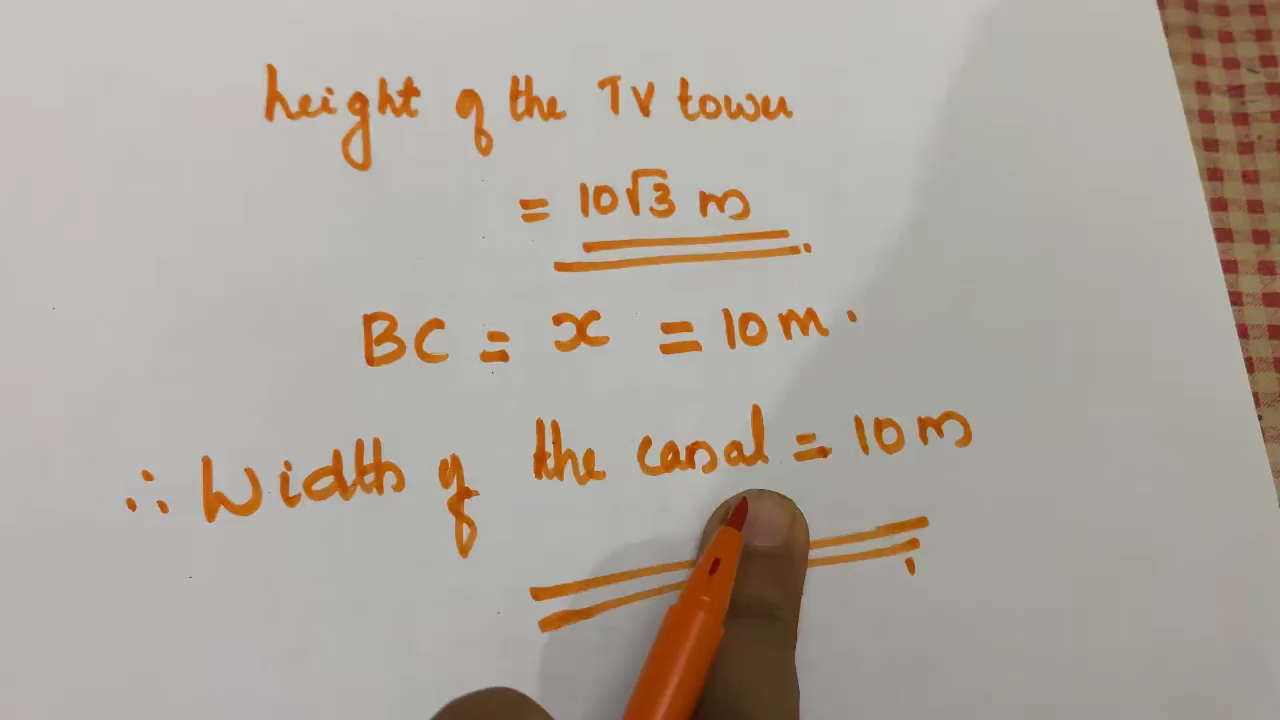 height of the TV tower
= 10√3 m
BC = x = 10 m.
∴ Width of the canal = 10 m